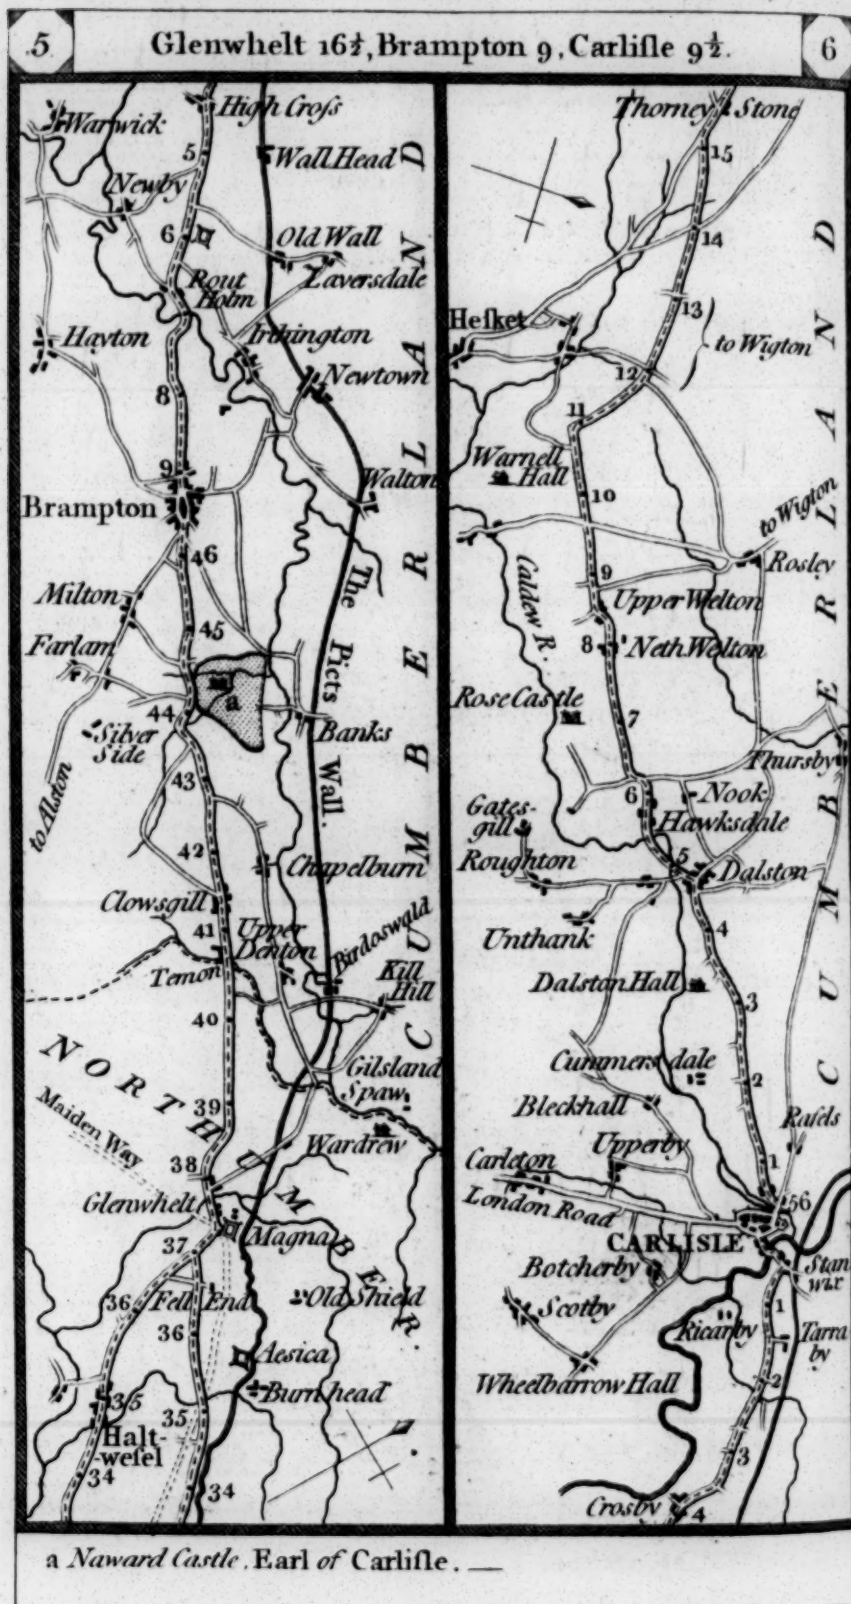 5
Glenwhelt 16½, Brampton 9, Carliſle 9½.
6
High Croſs
Warwick
5
Wall Head
Newby
6
Old Wall
Laversdale
Rout
Holm
Hayton
Irthington
Newtown
8
9
Walton
Brampton
46
The Picts Wall.
Milton
45
Farlam
m
a
44
Silver
Side
Banks
43
to Alston
42
Chapelburn
Clowsgill
41
Upper
Denton
Birdoswald
Temon
Kill
Hill
40
Gilsland
Spaw
39
Maiden Way
Wardrew
38
Glenwhelt
Magna
37
36
Fell End
Old Shield
36
Aesica
35
Burnhead
35
Halt-
-weſel
34
34
NORTHUMBER.
CUMBERLAND
Thorney Stone
15
14
13
Heſket
to Wigton
12
11
Warnell
Hall
10
to Wigton
Rosley
9
Caldew R.
Upper Welton
8
Neth Welton
Rose Castle
7
Thursby
6
Nook
Gates-
gill
Hawksdale
Roughton
5
Dalston
Unthank
4
Dalston Hall
3
Cummersdale
2
Bleckhall
Rafels
Upperby
1
Carleton
London Road
56
CARLISLE
Stan
wix
Botcherby
1
Scotby
Ricarby
Tarra
by
Wheelbarrow Hall
2
3
Crosby
4
CUMBERLAND
a Naward Castle. Earl of Carliſle. —